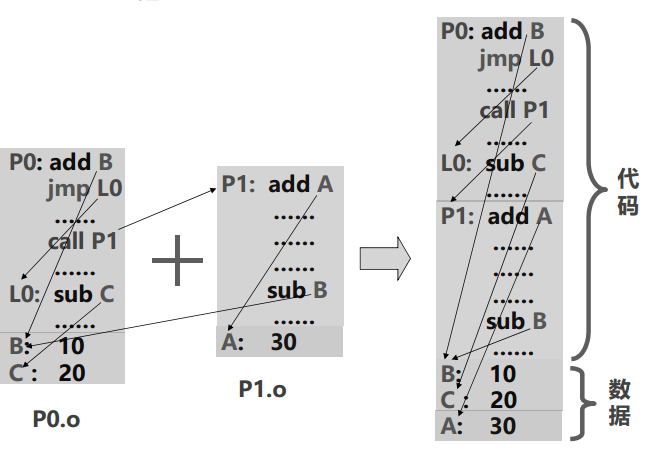 P0: add B
jmp L0
......
call P1
......
L0: sub C
......
B: 10
C : 20
P0.o
P1: add A
......
......
......
sub B
......
A: 30
P1.o
P0: add B
jmp L0
......
call P1
......
L0: sub C
......
P1: add A
......
......
......
sub B
......
B: 10
C : 20
A: 30
代码
数据